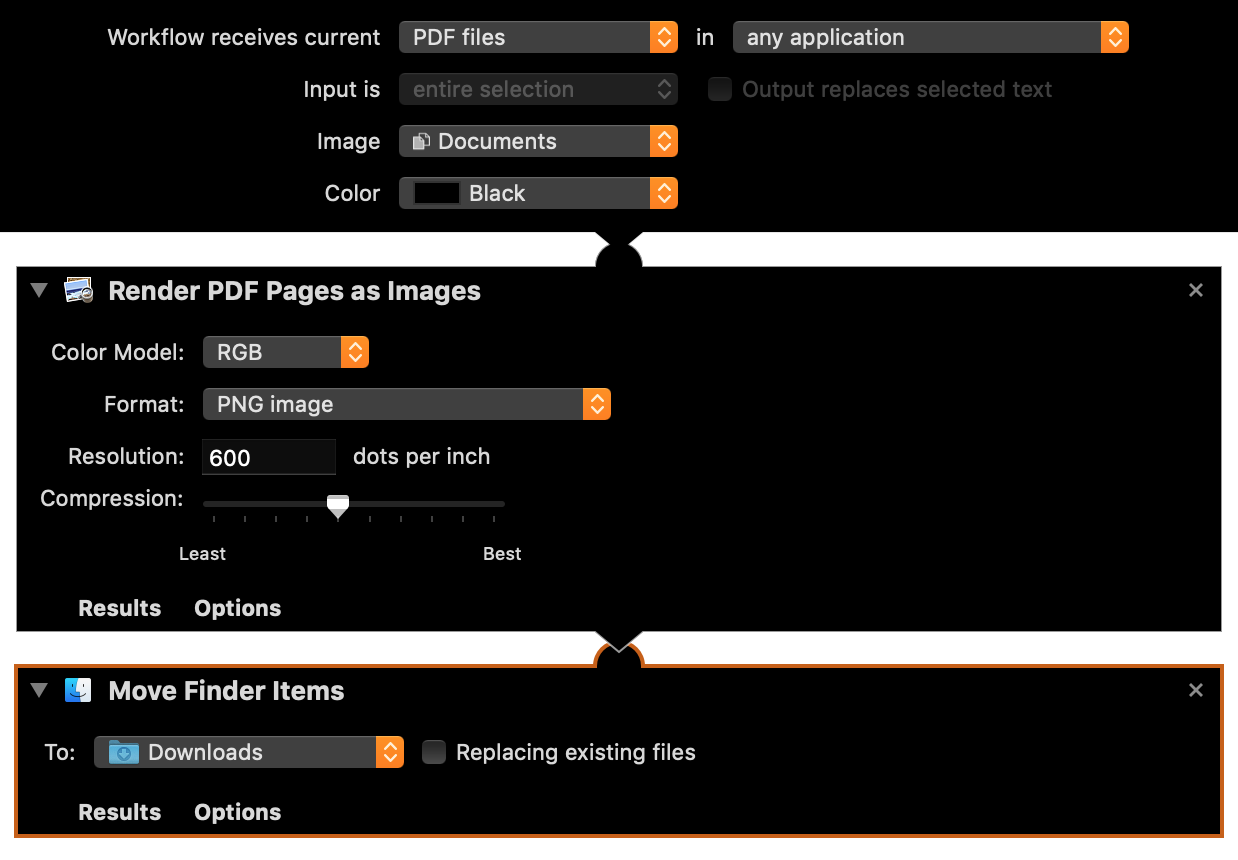 Workflow receives current PDF files in any application
Input is entire selection Output replaces selected text
Image Documents
Color Black
Render PDF Pages as Images
Color Model: RGB
Format: PNG image
Resolution: 600 dots per inch
Compression:
Least Best
Results Options
Move Finder Items
To: Downloads Replacing existing files
Results Options